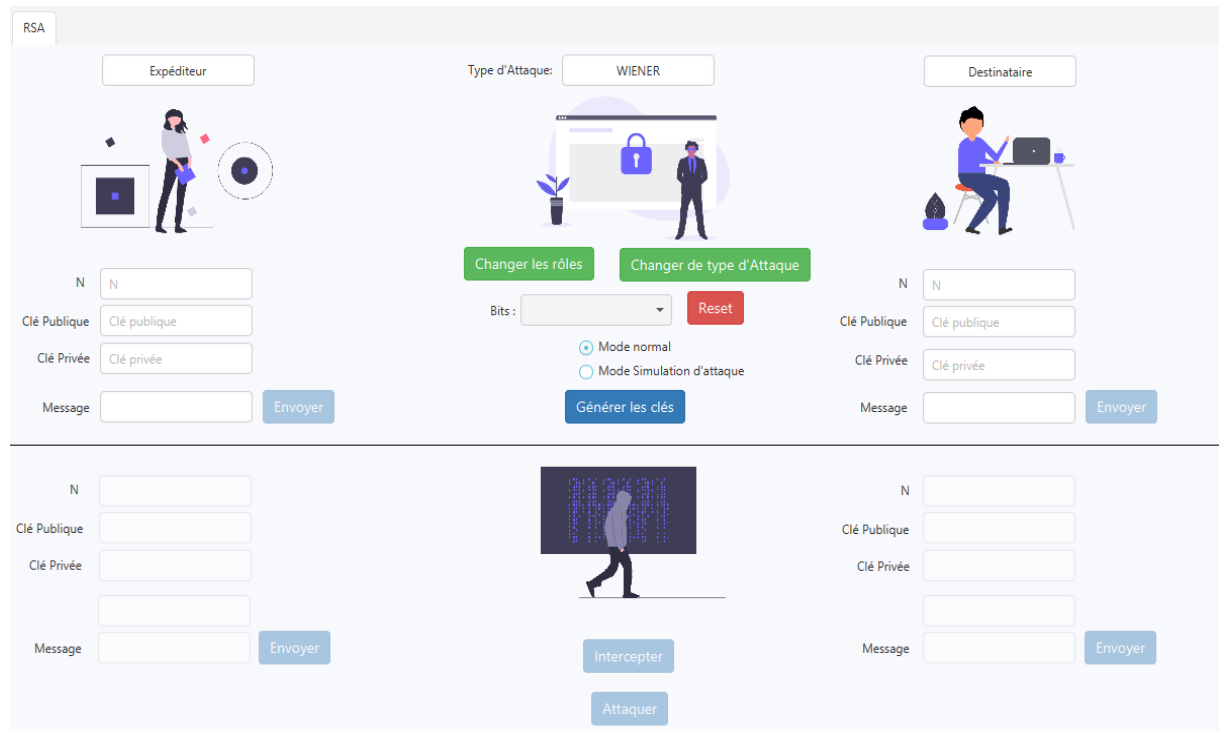 RSA
Expéditeur
Type d'Attaque: WIENER
Destinataire
Changer les rôles
Changer de type d'Attaque
N N
Clé Publique Clé publique
Clé Privée Clé privée
Message Envoyer
Bits :
Reset
Mode normal
Mode Simulation d'attaque
Générer les clés
N N
Clé Publique Clé publique
Clé Privée Clé privée
Message Envoyer
N
Clé Publique
Clé Privée
Message Envoyer
Intercepter
Attaquer
N
Clé Publique
Clé Privée
Message Envoyer